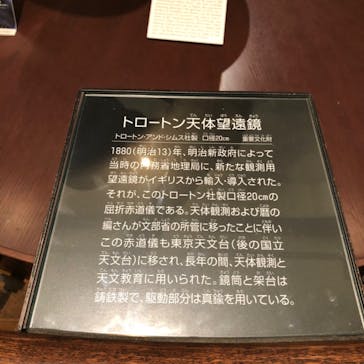 トロートン天体望遠鏡
トロートン・アンド・シムス社製 口径20cm 重要文化財
1880(明治13)年、明治新政府によって
当時の内務省地理局に、新たな観測用
望遠鏡がイギリスから輸入・導入された。
それが、このトロートン社製口径20cmの
屈折赤道儀である。天体観測および暦の
編さんが文部省の所管に移ったことに伴い
この赤道儀も東京天文台(後の国立
天文台)に移され、長年の間、天体観測と
天文教育に用いられた。鏡筒と架台は
鋳鉄製で、駆動部分は真鍮を用いている。